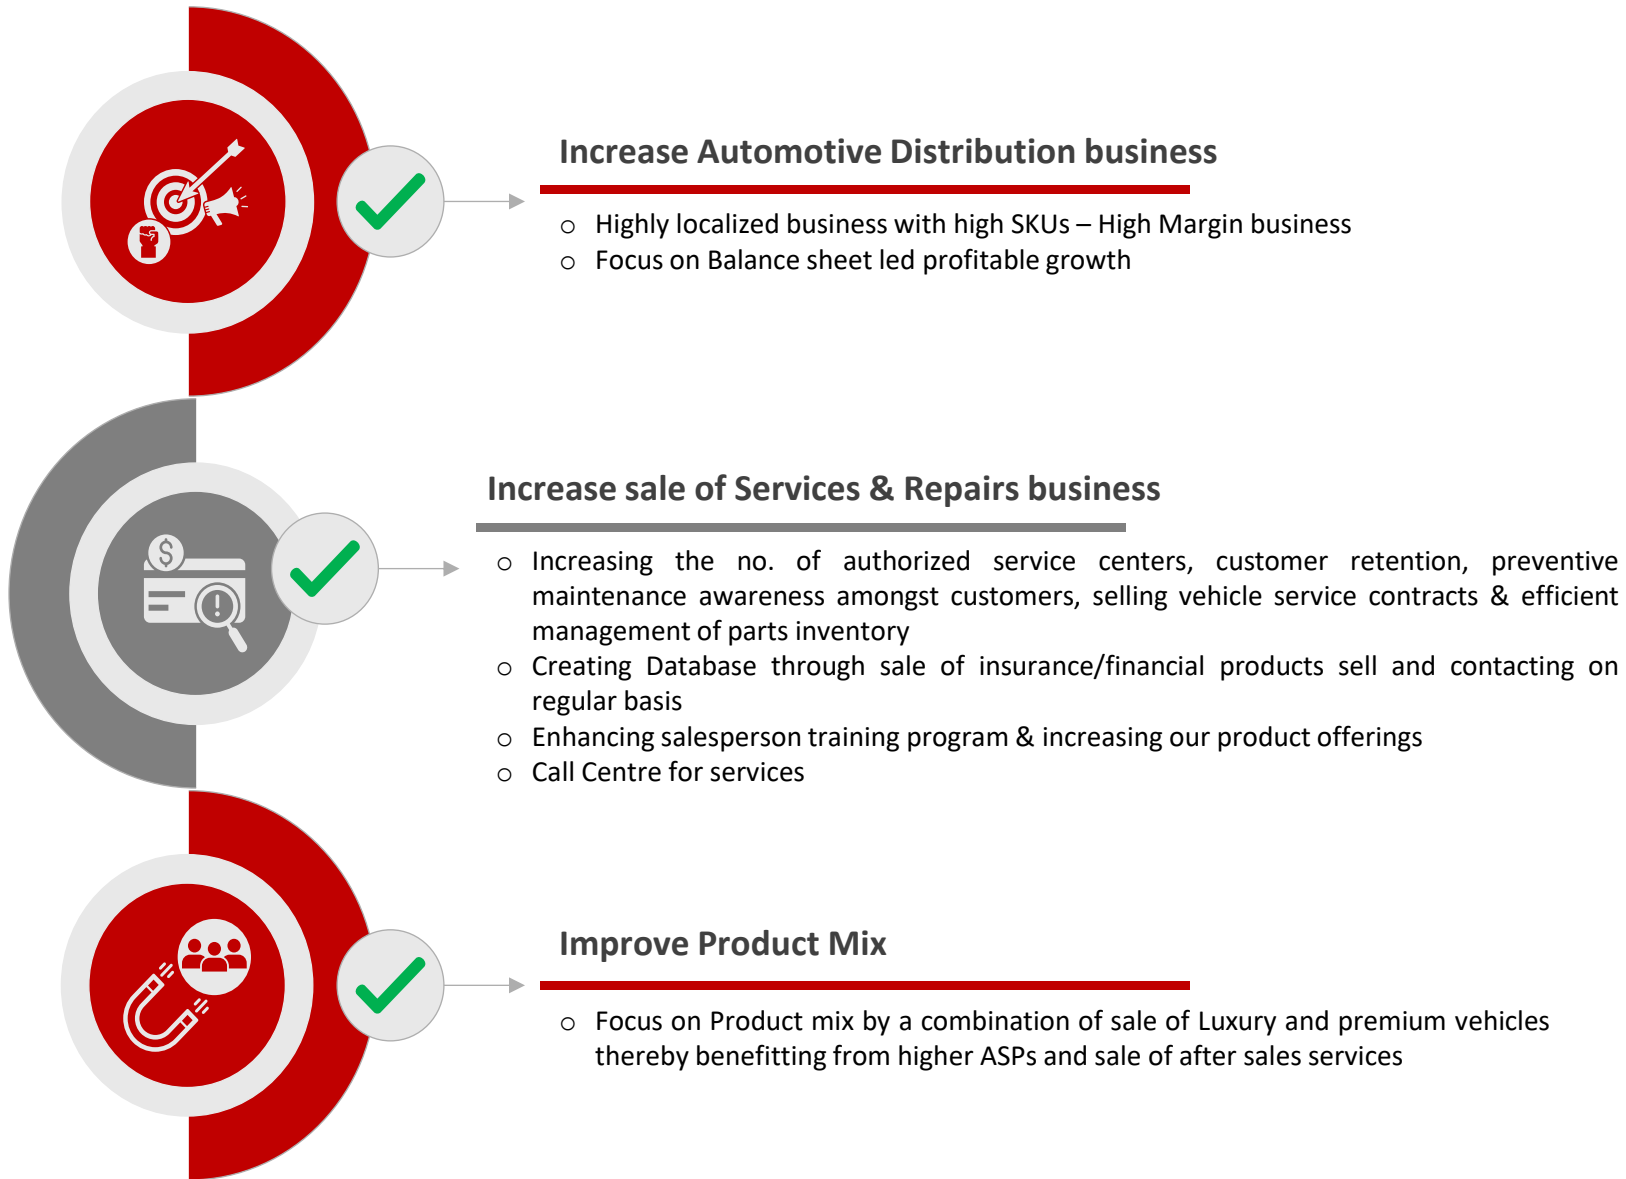 Increase Automotive Distribution business
o Highly localized business with high SKUs – High Margin business
o Focus on Balance sheet led profitable growth
Increase sale of Services & Repairs business
o Increasing the no. of authorized service centers, customer retention, preventive
maintenance awareness amongst customers, selling vehicle service contracts & efficient
management of parts inventory
o Creating Database through sale of insurance/financial products sell and contacting on
regular basis
o Enhancing salesperson training program & increasing our product offerings
o Call Centre for services
Improve Product Mix
o Focus on Product mix by a combination of sale of Luxury and premium vehicles
thereby benefitting from higher ASPs and sale of after sales services